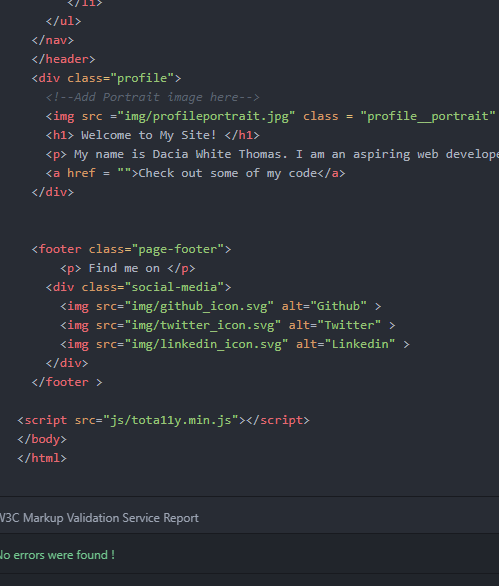 </li>
</ul>
</nav>
</header>
<div class="profile">
<!--Add Portrait image here-->
<img src ="img/profileportrait.jpg" class = "profile__portrait"
<h1> Welcome to My Site! </h1>
<p> My name is Dacia White Thomas. I am an aspiring web develope
<a href = "">Check out some of my code</a>
</div>
<footer class="page-footer">
<p> Find me on </p>
<div class="social-media">
<img src="img/github_icon.svg" alt="Github" >
<img src="img/twitter_icon.svg" alt="Twitter" >
<img src="img/linkedin_icon.svg" alt="Linkedin" >
</div>
</footer >
<script src="js/tota11y.min.js"></script>
</body>
</html>
W3C Markup Validation Service Report
No errors were found !